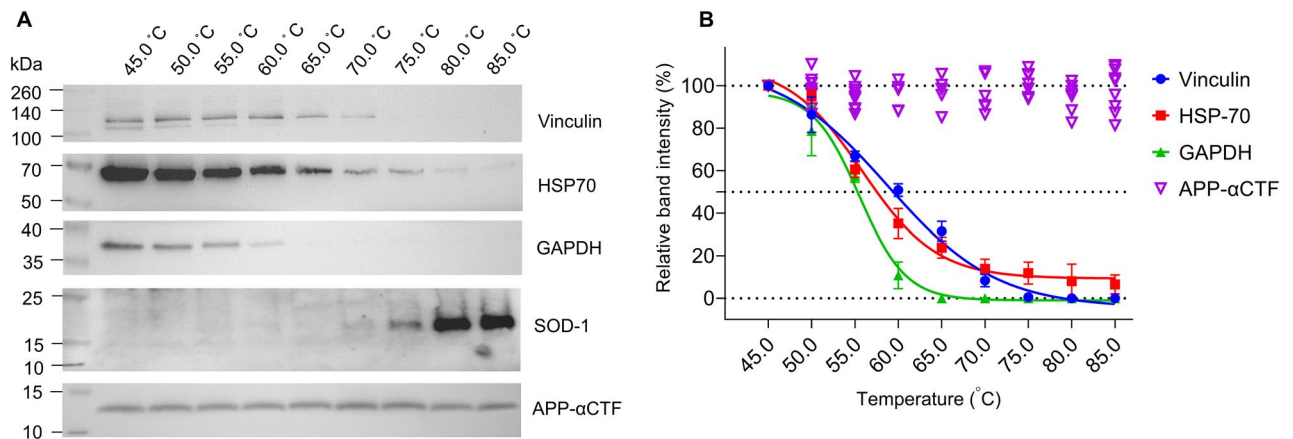 A
45.0°C 50.0°C 55.0°C 60.0°C 65.0°C 70.0°C 75.0°C 80.0°C 85.0°C
kDa
260
140
100
Vinculin
70
50
HSP70
40
35
GAPDH
25
15
10
SOD-1
15
10
APP-αCTF
B
Relative band intensity (%)
100
80
60
40
20
0
45.0 50.0 55.0 60.0 65.0 70.0 75.0 80.0 85.0
Temperature (°C)
Vinculin
HSP-70
GAPDH
APP-αCTF